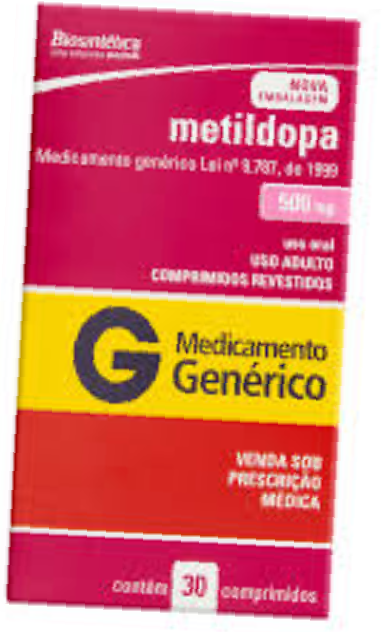 Biosintética
NOVA
EMBALAGEM
metildopa
Medicamento genérico Lei nº 9.787, de 1999
500 mg
uso oral
USO ADULTO
COMPRIMIDOS REVESTIDOS
G Medicamento
Genérico
VENDA SOB
PRESCRIÇÃO
MÉDICA
contém 30 comprimidos